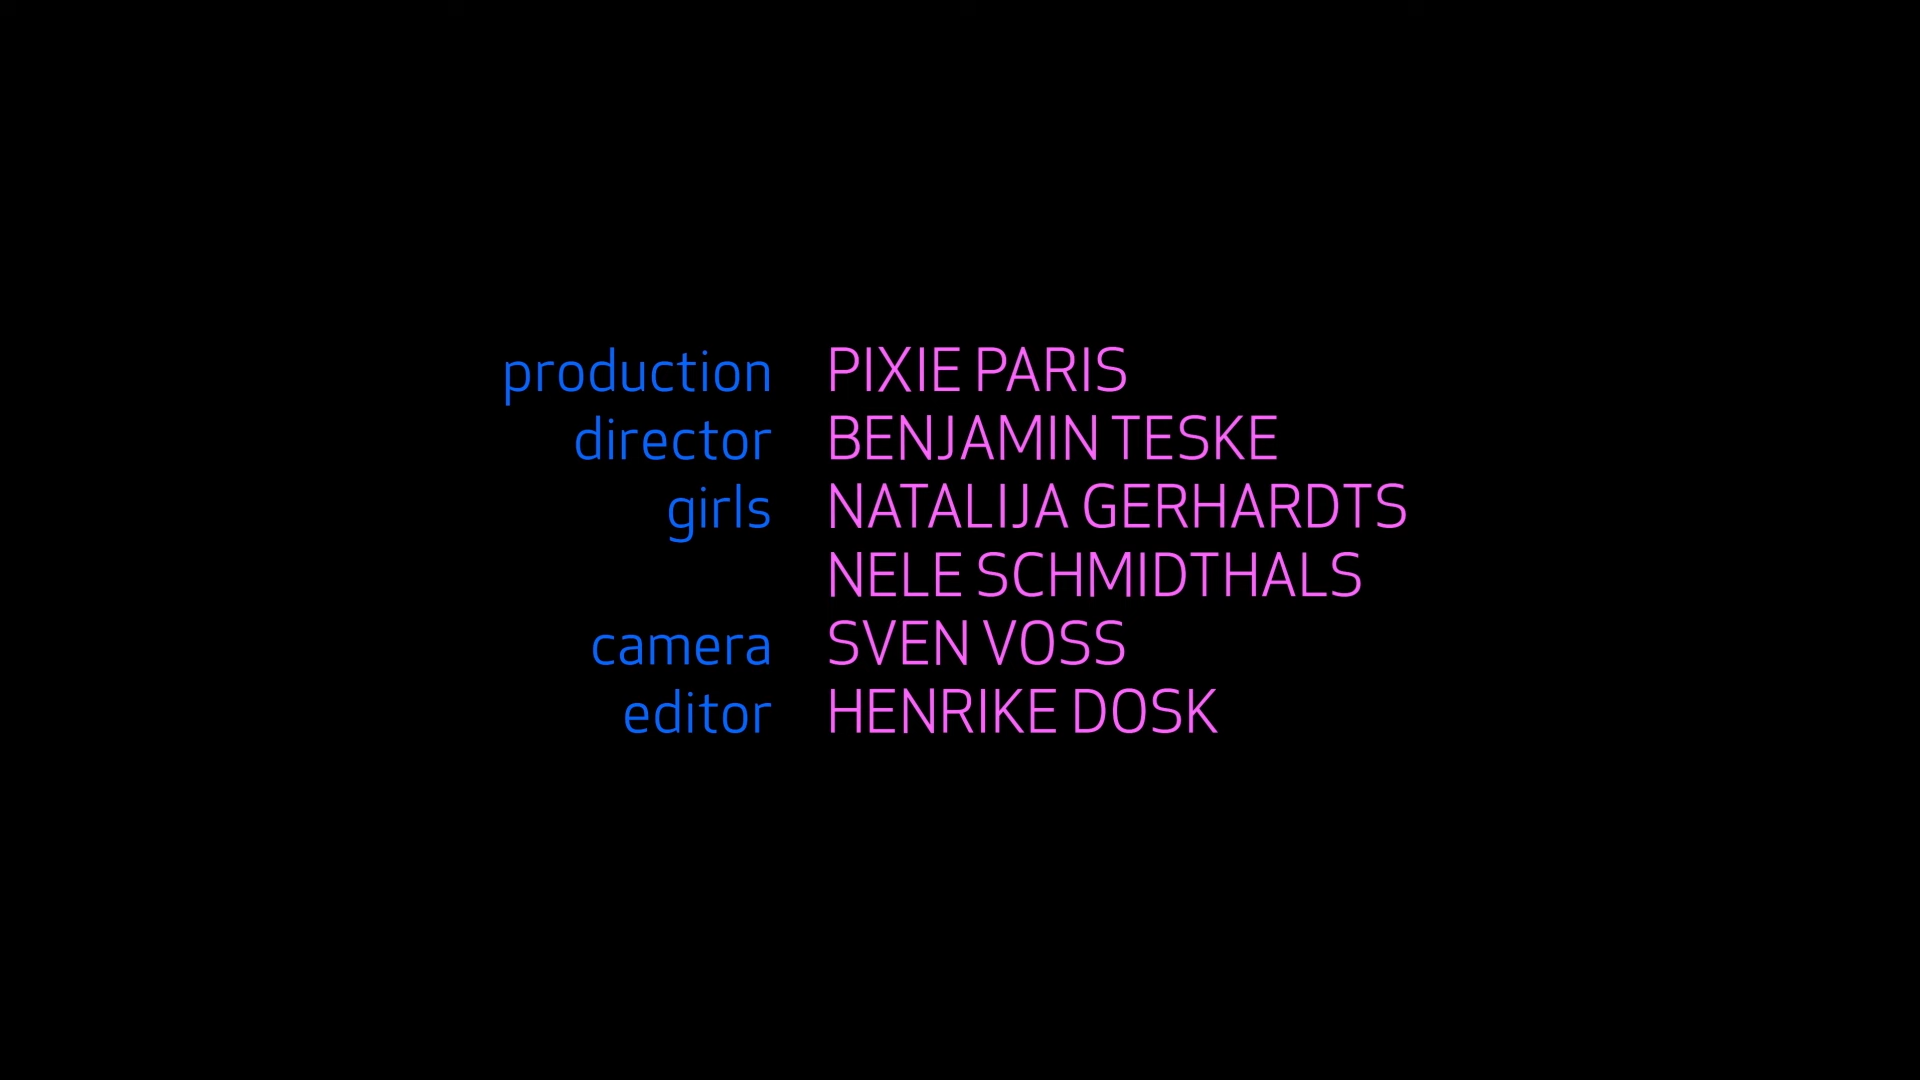 production PIXIE PARIS
director BENJAMIN TESKE
girls NATALIJA GERHARDTS
NELE SCHMIDTHALS
camera SVEN VOSS
editor HENRIKE DOSK